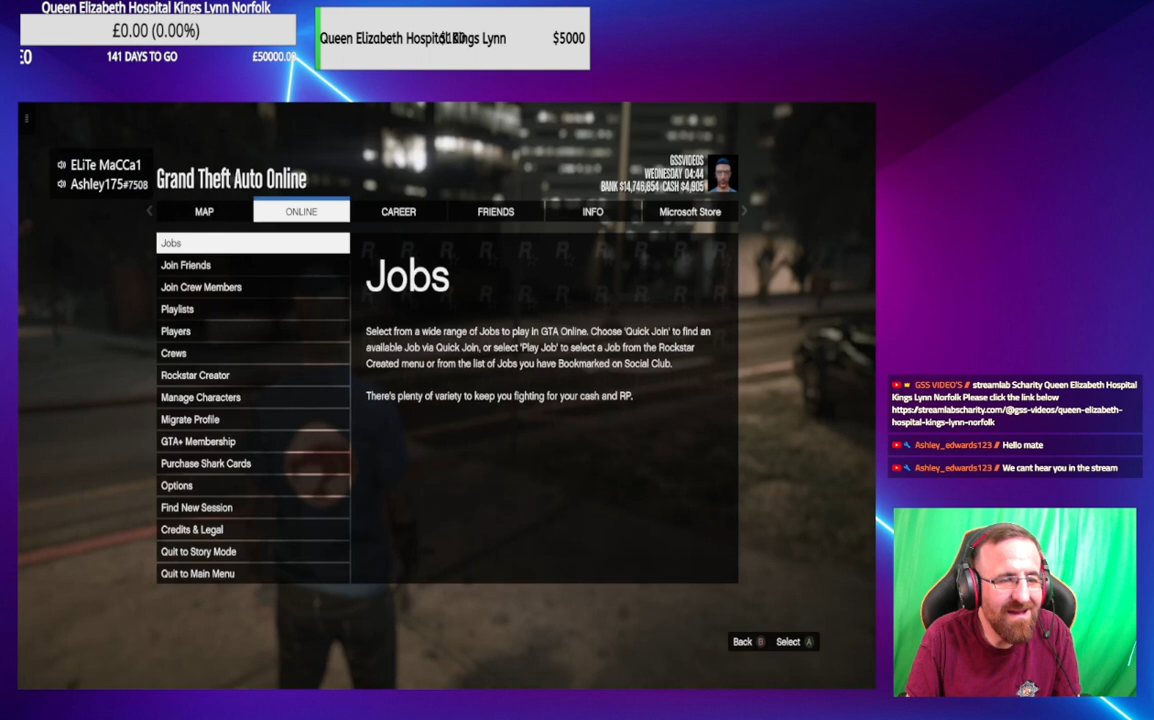 Queen Elizabeth Hospital Kings Lynn Norfolk
£0.00 (0.00%)
141 DAYS TO GO
£50000.00
Queen Elizabeth Hospital Kings Lynn
$5000
ELiTe MaCCa1
Ashley175#7508
Grand Theft Auto Online
GSSVIDEOS
WEDNESDAY 04:44
BANK $14,746,654 CASH $4,905
MAP
ONLINE
CAREER
FRIENDS
INFO
Microsoft Store
Jobs
Join Friends
Join Crew Members
Playlists
Players
Crews
Rockstar Creator
Manage Characters
Migrate Profile
GTA+ Membership
Purchase Shark Cards
Options
Find New Session
Credits & Legal
Quit to Story Mode
Quit to Main Menu
Jobs
Select from a wide range of Jobs to play in GTA Online. Choose 'Quick Join' to find an
available Job via Quick Join, or select 'Play Job' to select a Job from the Rockstar
Created menu or from the list of Jobs you have Bookmarked on Social Club.
There's plenty of variety to keep you fighting for your cash and RP.
Back B Select A
GSS VIDEO'S // streamlab Scharity Queen Elizabeth Hospital
Kings Lynn Norfolk Please click the link below
https://streamlabscharity.com/@gss-videos/queen-elizabeth-
hospital-kings-lynn-norfolk
Ashley_edwards123 // Hello mate
Ashley_edwards123 // We cant hear you in the stream